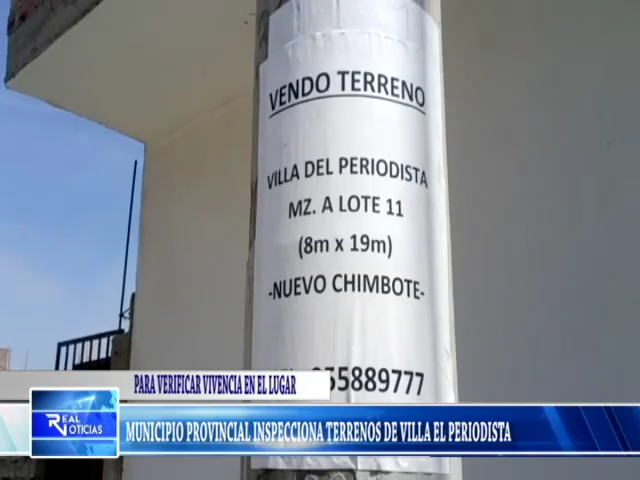 VENDO TERRENO
VILLA DEL PERIODISTA
MZ. A LOTE 11
(8m x 19m)
-NUEVO CHIMBOTE-
55889777
PARA VERIFICAR VIVENCIA EN EL LUGAR
REAL NOTICIAS
MUNICIPIO PROVINCIAL INSPECCIONA TERRENOS DE VILLA EL PERIODISTA